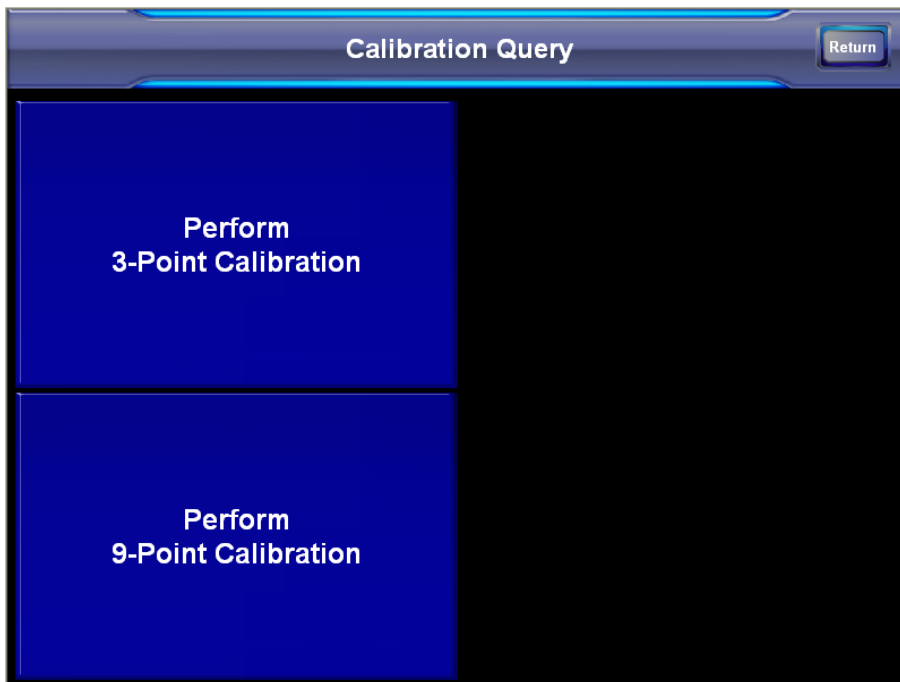 Calibration Query
Return
Perform
3-Point Calibration
Perform
9-Point Calibration